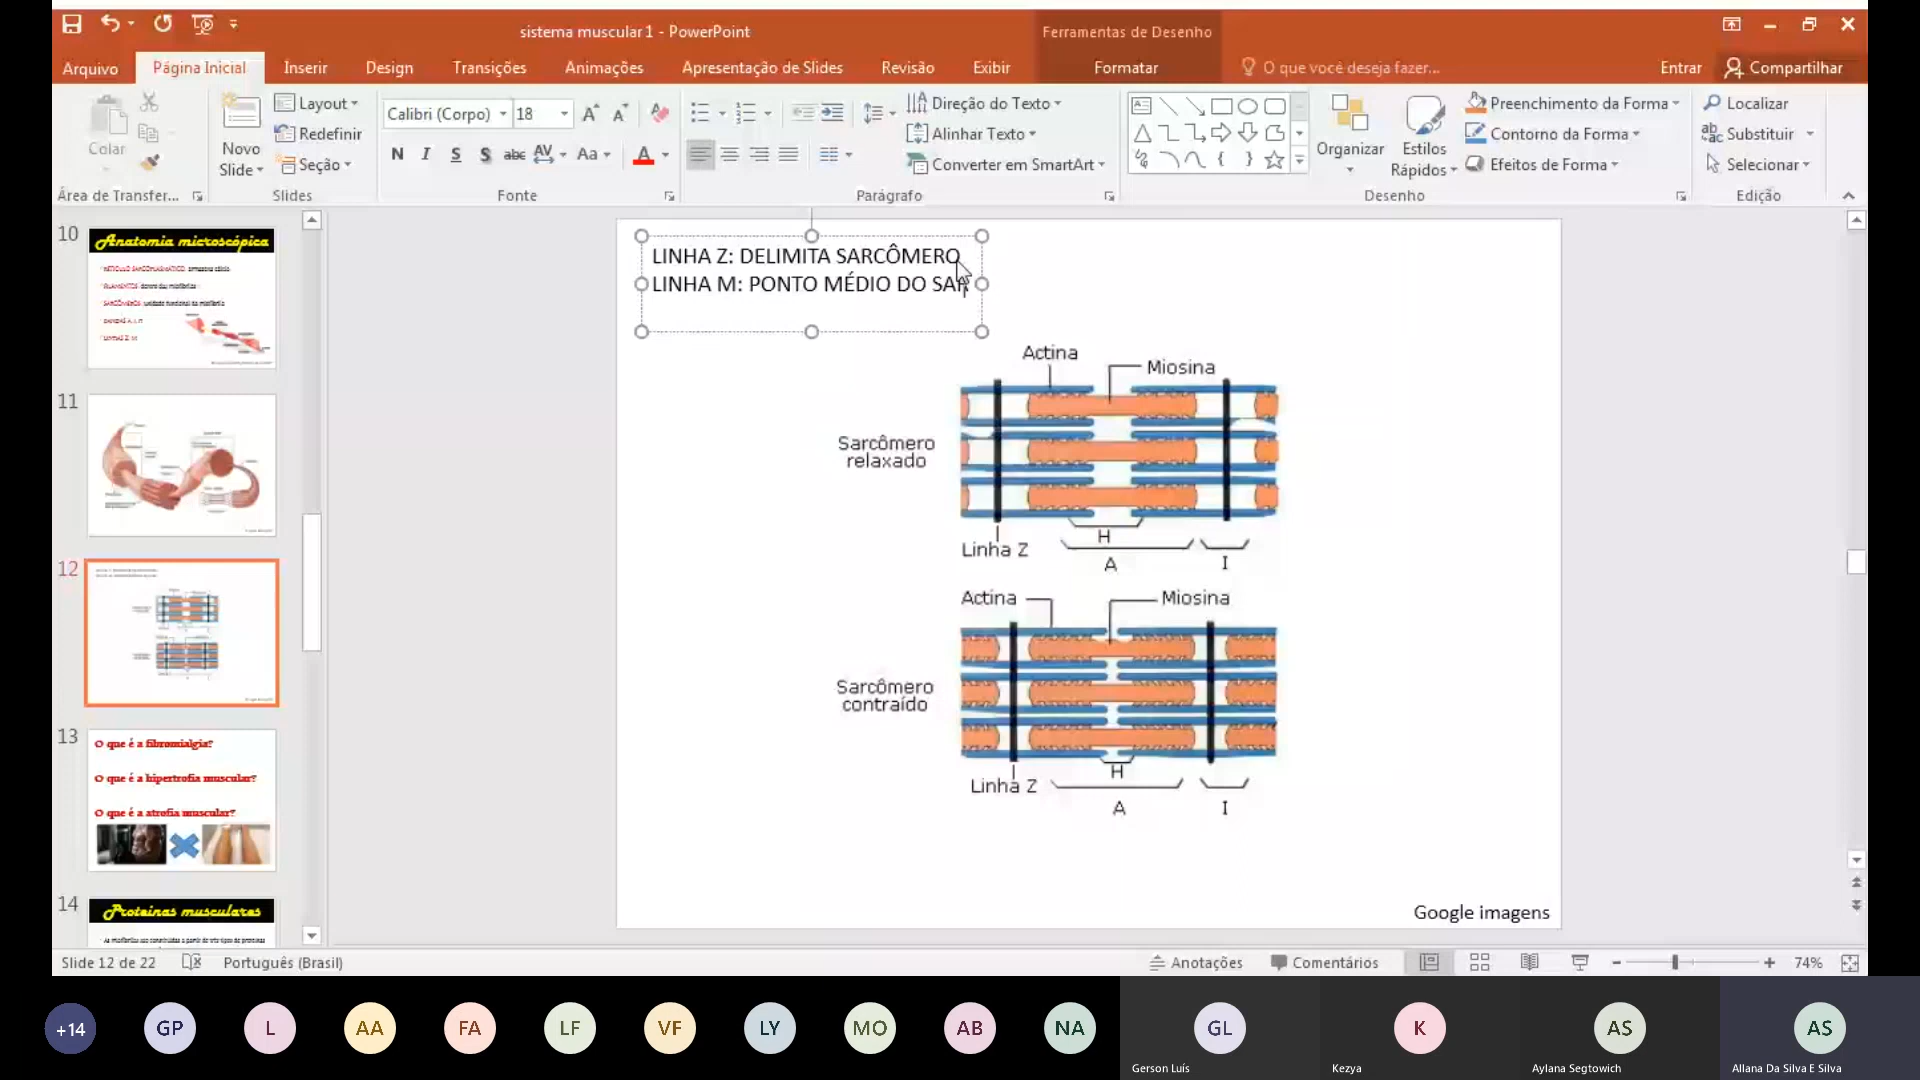 sistema muscular1 - PowerPoint
Ferramentas de Desenho
Arquivo
Página Inicial
Inserir
Design
Transições
Animações
Apresentação de Slides
Revisão
Exibir
Formatar
O que você deseja fazer...
Entrar
Compartilhar
Colar
Novo
Slide
Layout
Redefinir
Seção
Calibri (Corpo)
18
N
I
S
S
abc
AV
Aa
A
Direção do Texto
Alinhar Texto
Converter em SmartArt
Organizar
Estilos
Rápidos
Preenchimento da Forma
Contorno da Forma
Efeitos de Forma
Localizar
Substituir
Selecionar
Área de Transfer...
Slides
Fonte
Parágrafo
Desenho
Edição
10
Anatomia microscópica
11
12
13
O que é a fibromialgia?
O que é a hipertrofia muscular?
O que é a atrofia muscular?
14
Proteínas musculares
LINHA Z: DELIMITA SARCÔMERO
LINHA M: PONTO MÉDIO DO SAR
Actina
Miosina
Sarcômero
relaxado
H
Linha Z
A
I
Actina
Miosina
Sarcômero
contraído
H
Linha Z
A
I
Google imagens
Slide 12 de 22
Português (Brasil)
Anotações
Comentários
74%
+14
GP
L
AA
FA
LF
VF
LY
MO
AB
NA
GL
K
AS
AS
Gerson Luís
Kezya
Aylana Segtowich
Allana Da Silva E Silva